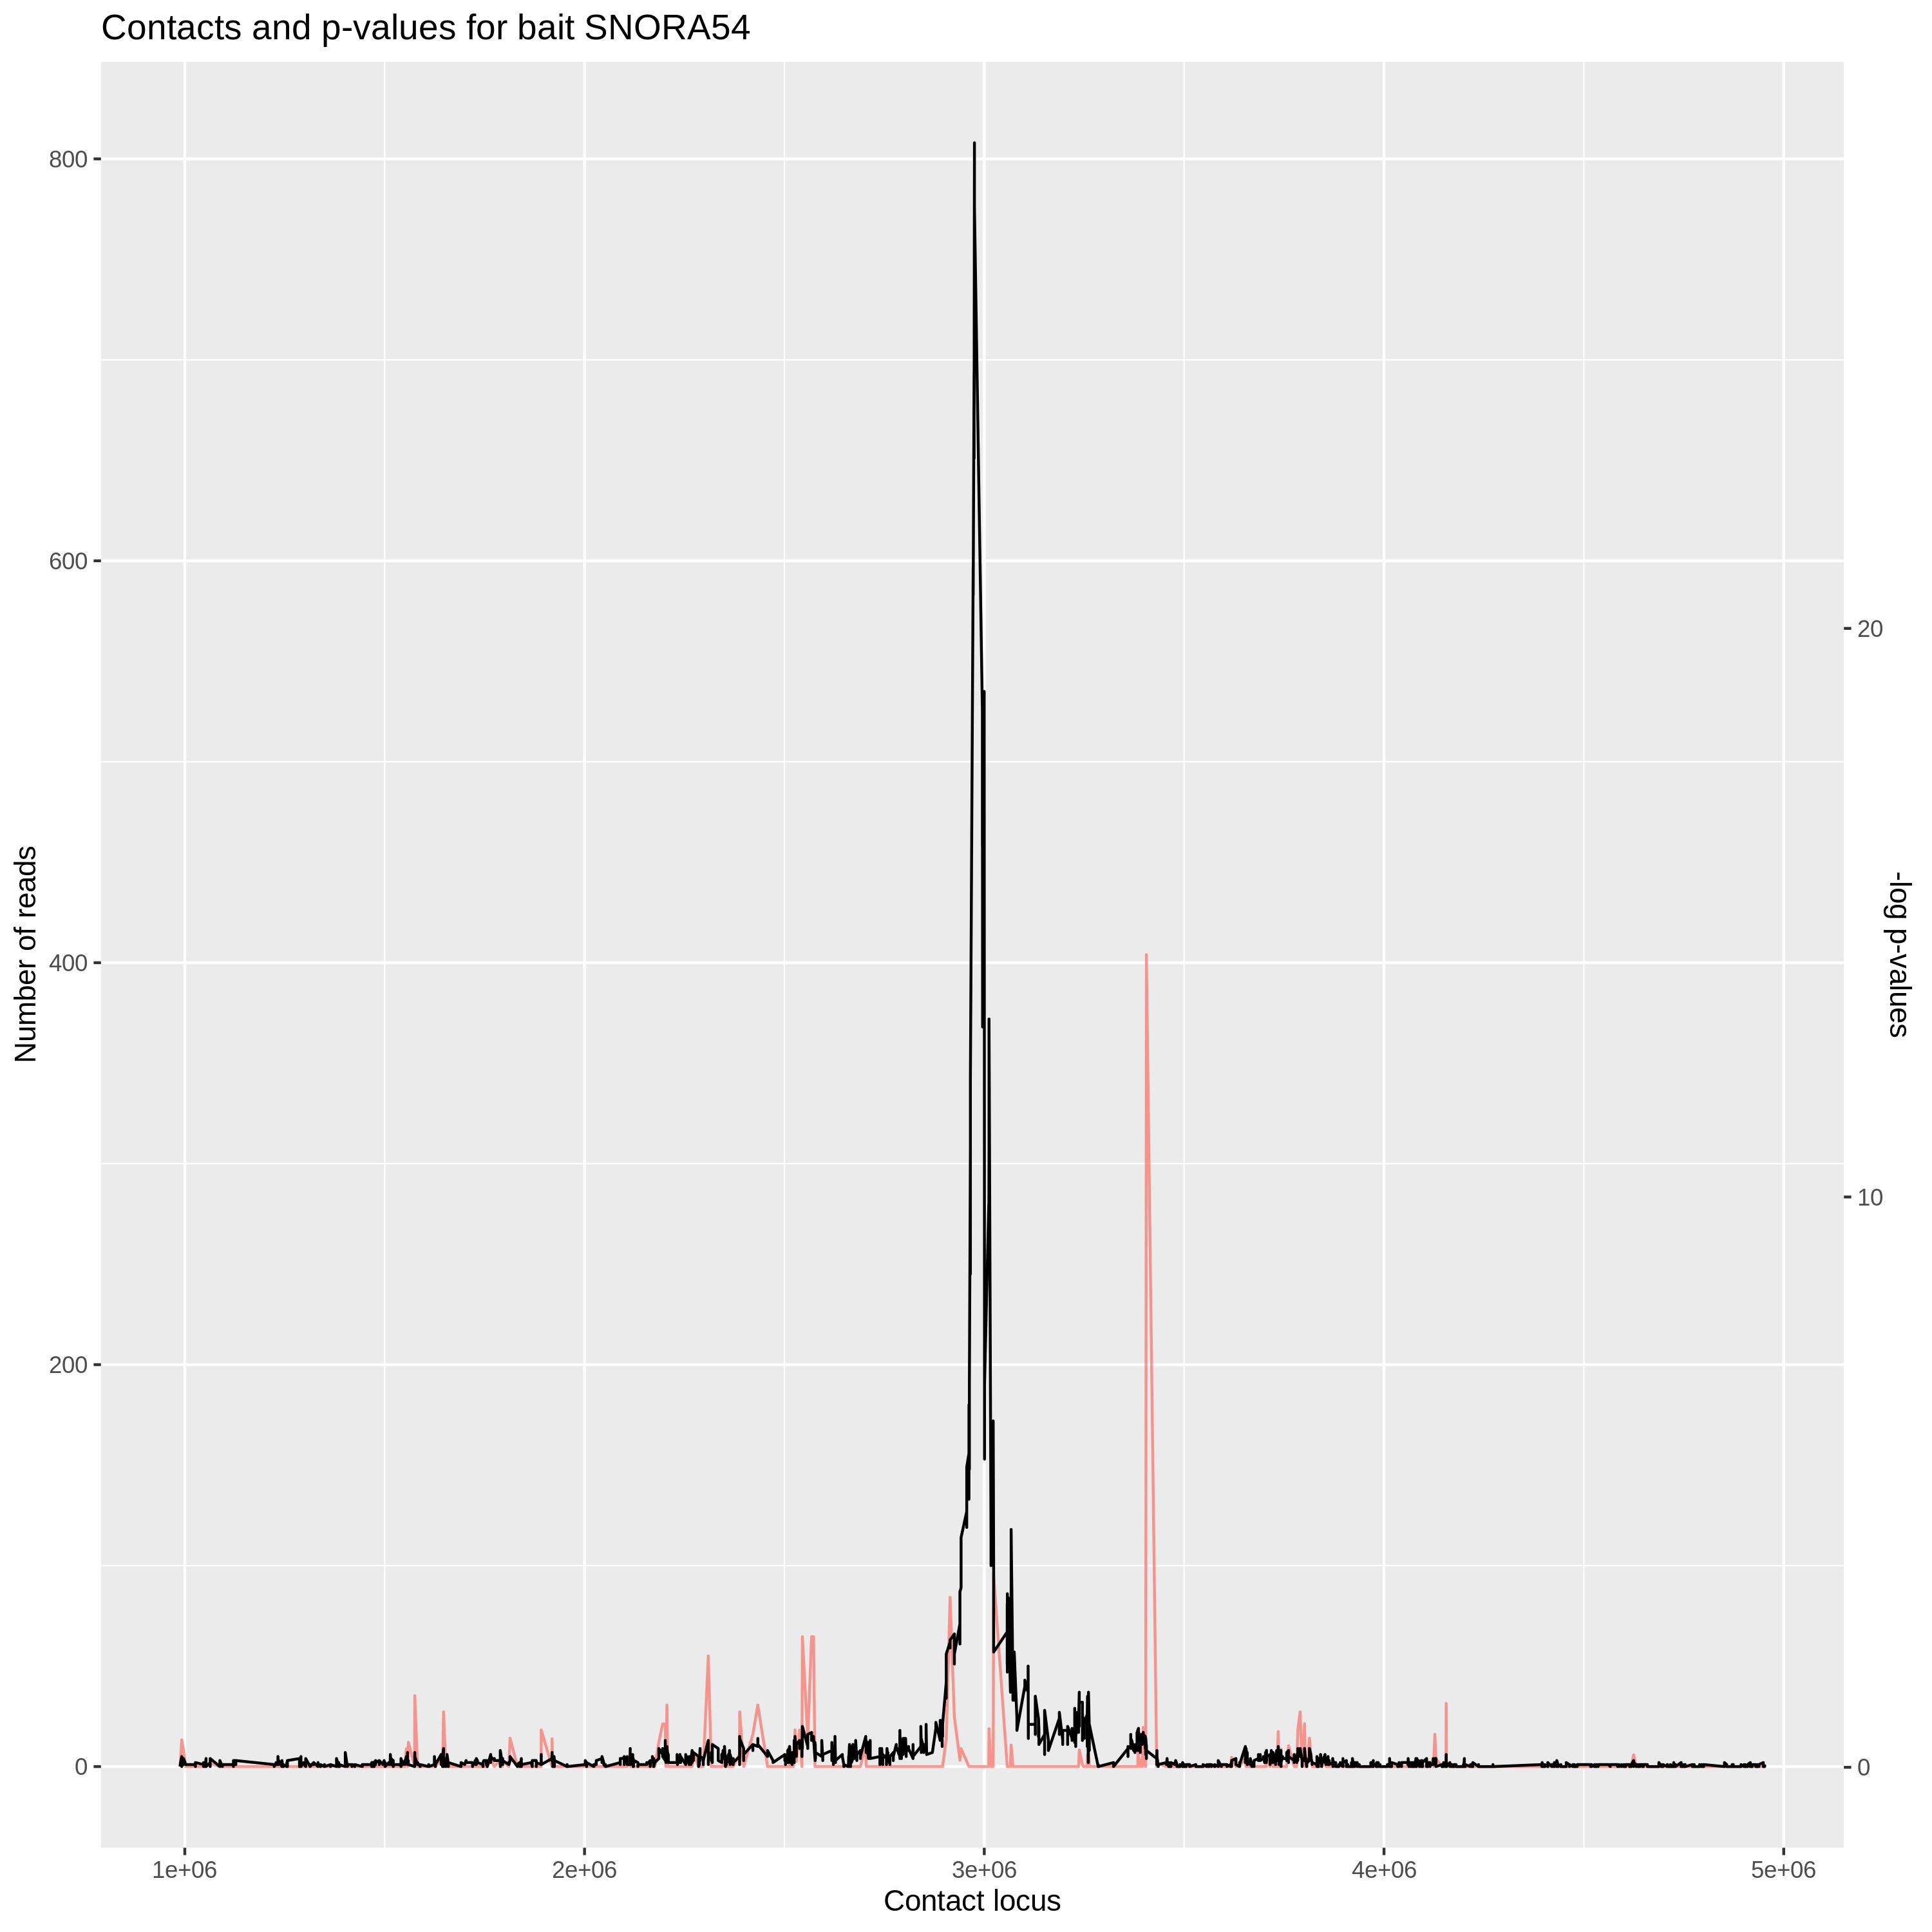 Contacts and p-values for bait SNORA54
800
600
400
200
0
Number of reads
20
10
0
-log p-values
1e+06
2e+06
3e+06
4e+06
5e+06
Contact locus